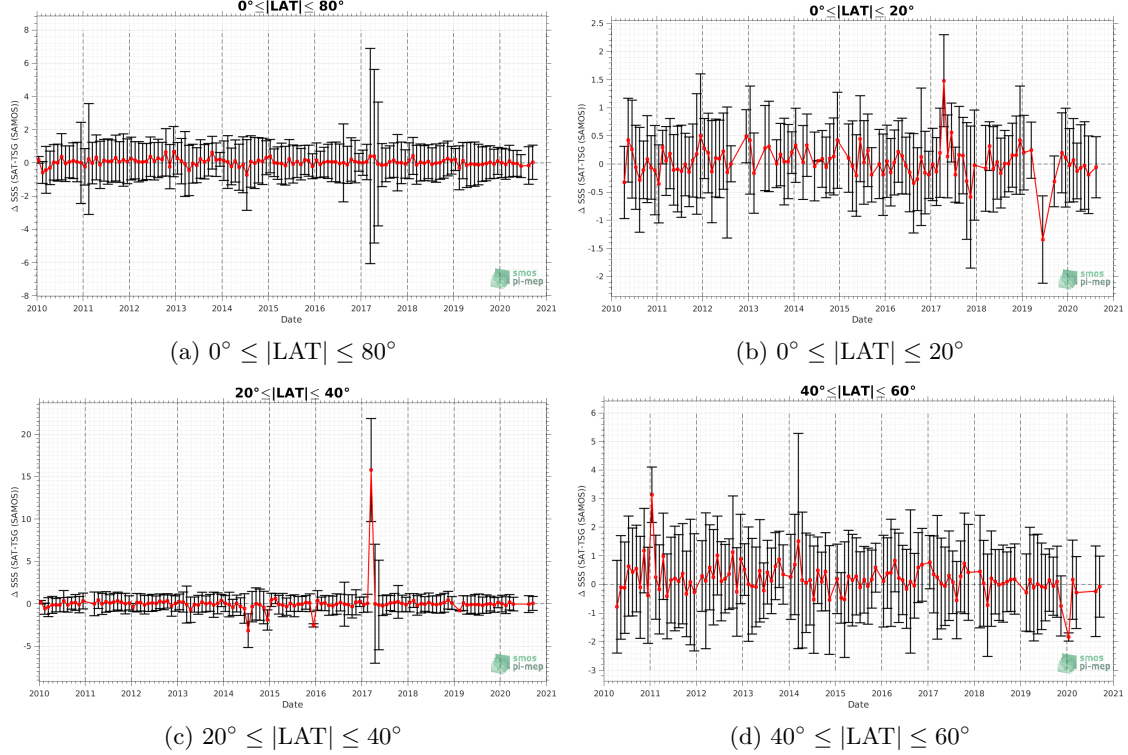 0°≤|LAT|≤ 80°
Δ SSS (SAT-TSG (SAMOS))
8
6
4
2
0
-2
-4
-6
-8
2010 2011 2012 2013 2014 2015 2016 2017 2018 2019 2020 2021
Date
smos
pi-mep
(a) 0° ≤ |LAT| ≤ 80°
0°≤|LAT|≤ 20°
Δ SSS (SAT-TSG (SAMOS))
2.5
2
1.5
1
0.5
0
-0.5
-1
-1.5
-2
2010 2011 2012 2013 2014 2015 2016 2017 2018 2019 2020 2021
Date
smos
pi-mep
(b) 0° ≤ |LAT| ≤ 20°
20°≤|LAT|≤ 40°
Δ SSS (SAT-TSG (SAMOS))
20
15
10
5
0
-5
2010 2011 2012 2013 2014 2015 2016 2017 2018 2019 2020 2021
Date
smos
pi-mep
(c) 20° ≤ |LAT| ≤ 40°
40°≤|LAT|≤ 60°
Δ SSS (SAT-TSG (SAMOS))
6
5
4
3
2
1
0
-1
-2
-3
2010 2011 2012 2013 2014 2015 2016 2017 2018 2019 2020 2021
Date
smos
pi-mep
(d) 40° ≤ |LAT| ≤ 60°